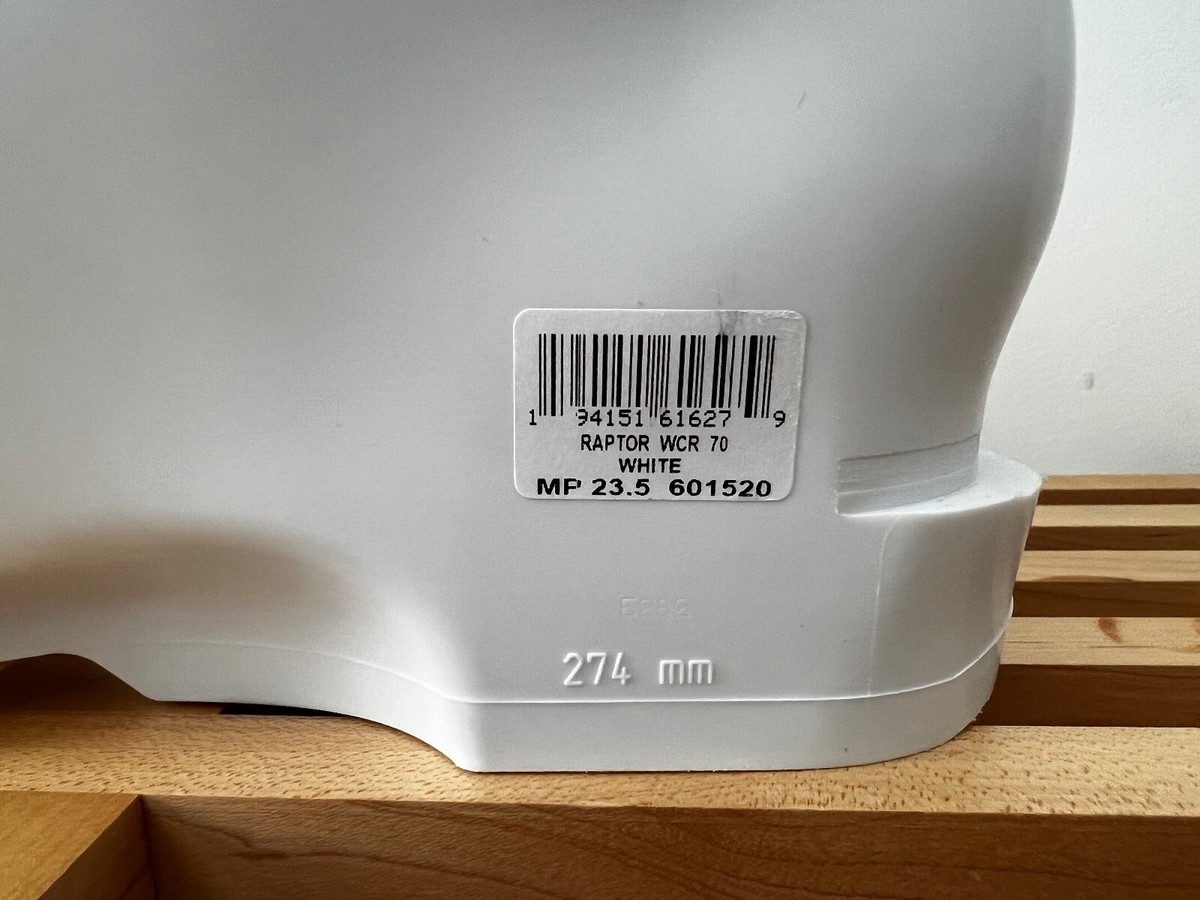 1 94151 61627 9
RAPTOR WCR 70
WHITE
MP 23.5 601520
274 mm